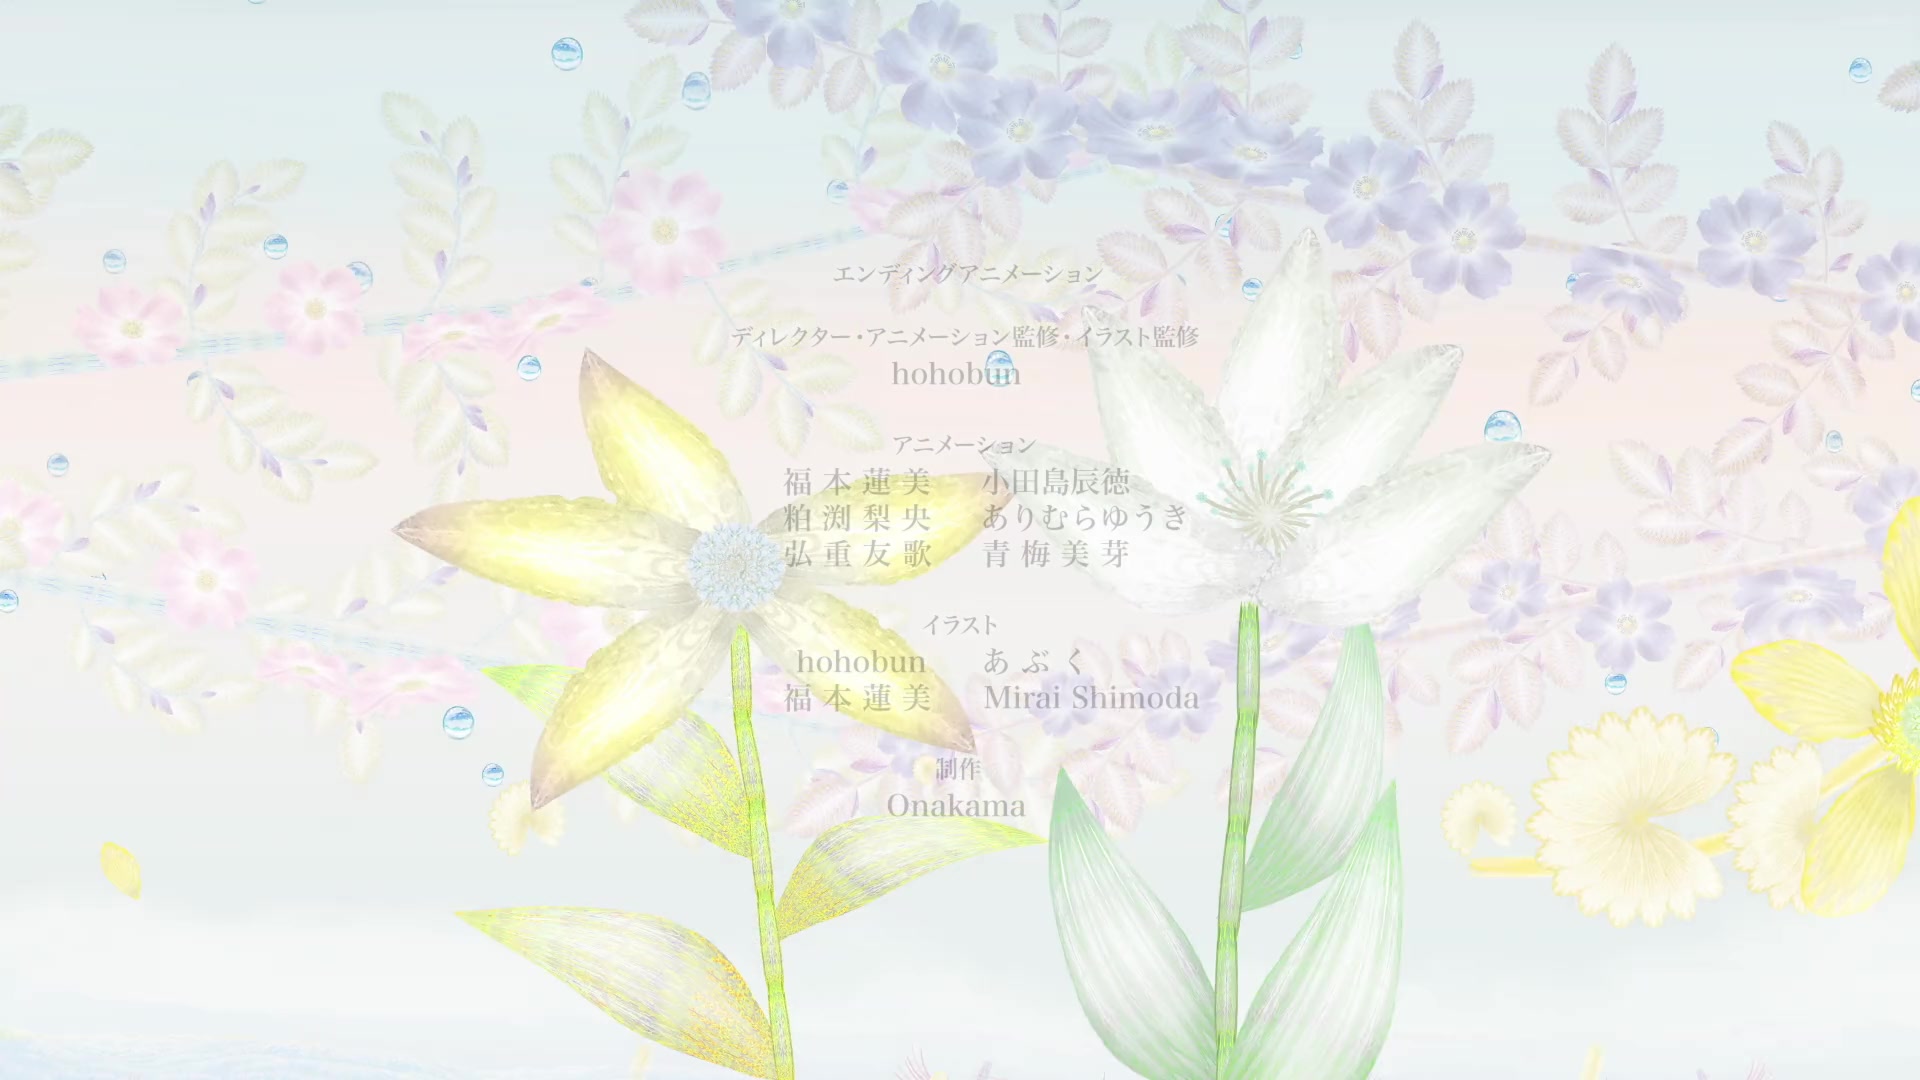 エンディングアニメーション
ディレクター・アニメーション監修・イラスト監修
hohobun
アニメーション
福本蓮美 小田島辰徳
粕渕梨央 ありむらゆうき
弘重友歌 青梅美芽
イラスト
hohobun あぶく
福本蓮美 Mirai Shimoda
制作
Onakama